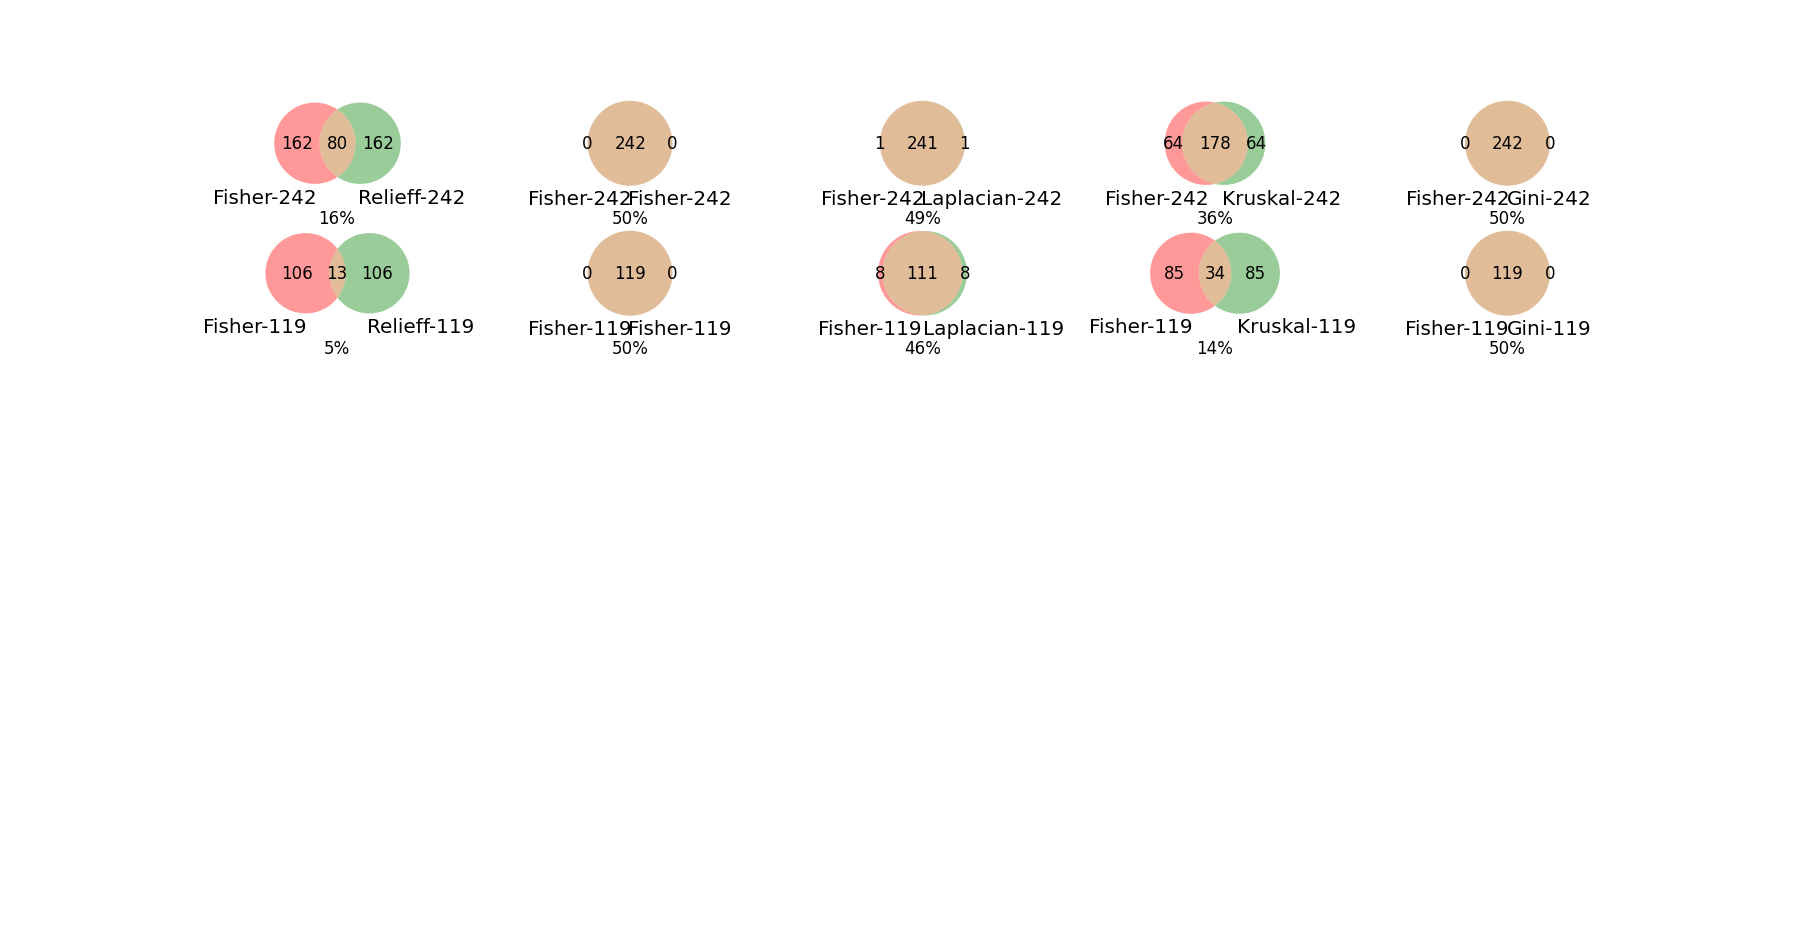 162 80 162 0 242 0 1 241 1 64 178 64 0 242 0
Fisher-242 Relieff-242 Fisher-242 Fisher-242 Fisher-242 Laplacian-242 Fisher-242 Kruskal-242 Fisher-242 Gini-242
16% 50% 49% 36% 50%
106 13 106 0 119 0 8 111 8 85 34 85 0 119 0
Fisher-119 Relieff-119 Fisher-119 Fisher-119 Fisher-119 Laplacian-119 Fisher-119 Kruskal-119 Fisher-119 Gini-119
5% 50% 46% 14% 50%